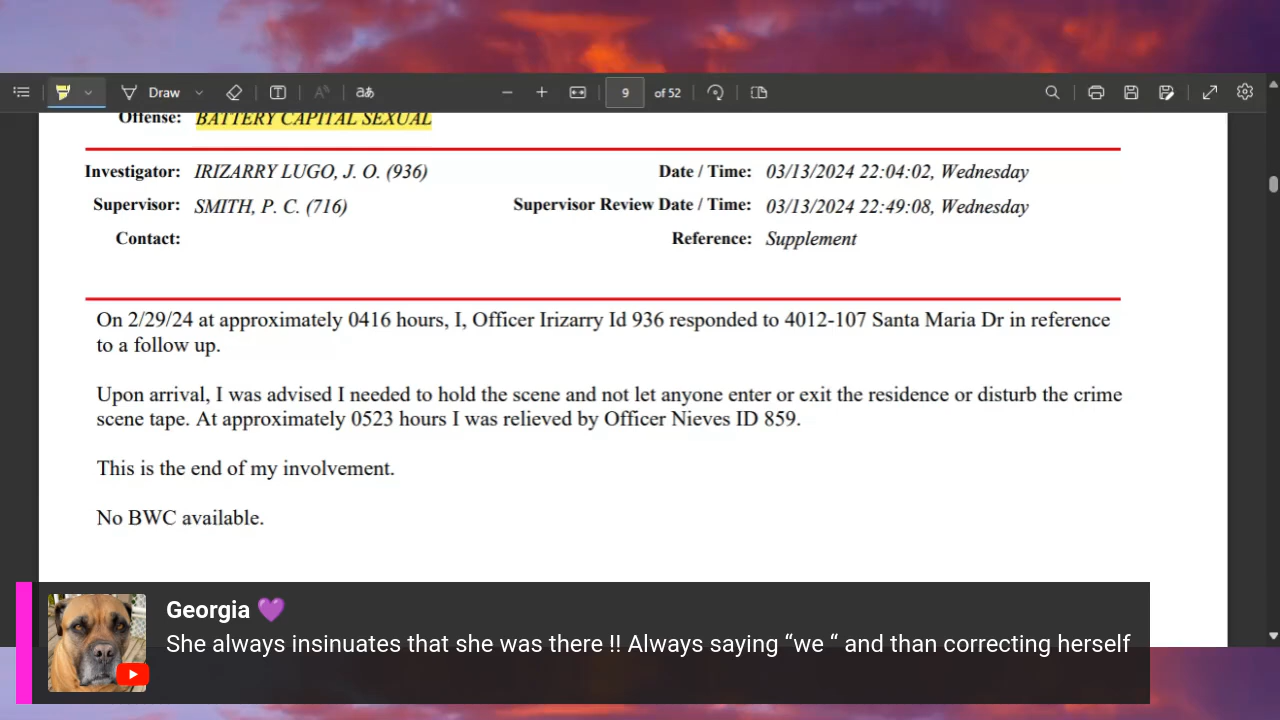 Draw
9 of 52
Offense: BATTERY CAPITAL SEXUAL
Investigator: IRIZARRY LUGO, J. O. (936) Date / Time: 03/13/2024 22:04:02, Wednesday
Supervisor: SMITH, P. C. (716) Supervisor Review Date / Time: 03/13/2024 22:49:08, Wednesday
Contact: Reference: Supplement
On 2/29/24 at approximately 0416 hours, I, Officer Irizarry Id 936 responded to 4012-107 Santa Maria Dr in reference
to a follow up.
Upon arrival, I was advised I needed to hold the scene and not let anyone enter or exit the residence or disturb the crime
scene tape. At approximately 0523 hours I was relieved by Officer Nieves ID 859.
This is the end of my involvement.
No BWC available.
Georgia 💜
She always insinuates that she was there !! Always saying “we “ and than correcting herself